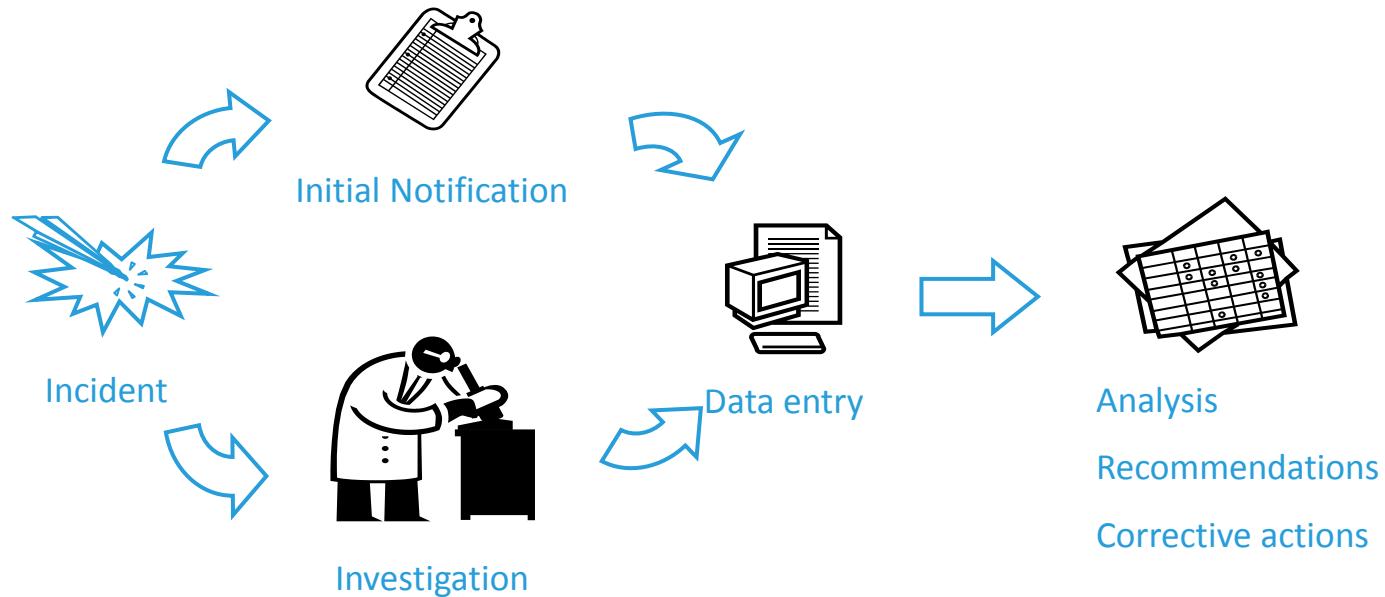 Initial Notification
Incident
Data entry
Analysis
Recommendations
Corrective actions
Investigation